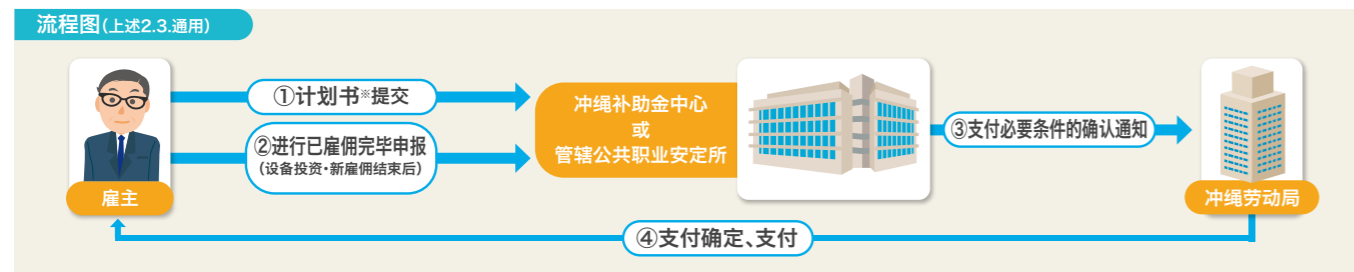 流程图(上述2.3.通用)
①计划书※提交
②进行已雇佣完毕申报
(设备投资・新雇佣结束后)
雇主
冲绳补助金中心
或
管辖公共职业安定所
③支付必要条件的确认通知
冲绳劳动局
④支付确定、支付